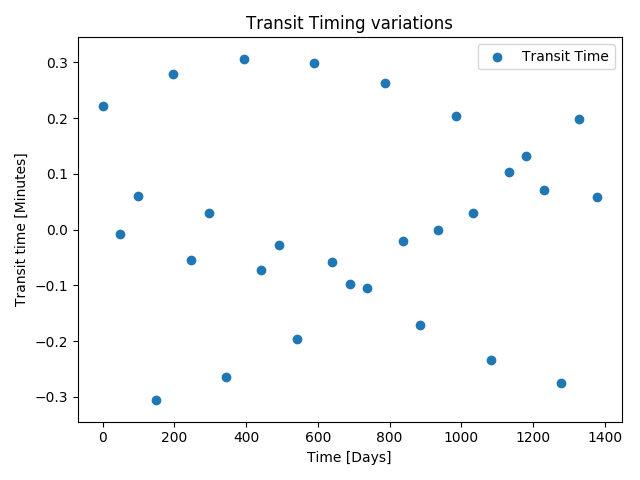 Transit Timing variations
Transit Time
Transit time [Minutes]
0.3
0.2
0.1
0.0
−0.1
−0.2
−0.3
0 200 400 600 800 1000 1200 1400
Time [Days]